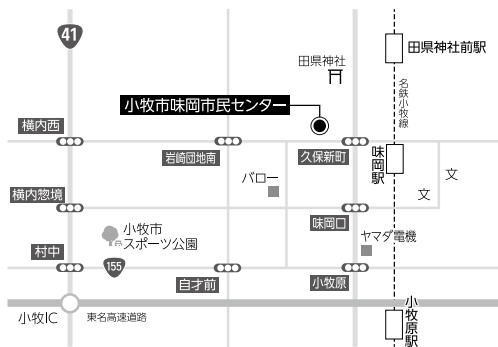 41
田県神社前駅
田県神社
名鉄小牧線
小牧市味岡市民センター
横内西
岩崎団地南
久保新町
味岡駅
文
バロー
文
横内惣境
味岡口
小牧市
スポーツ公園
ヤマダ電機
村中
155
自才前
小牧原
小牧IC
東名高速道路
小牧原駅